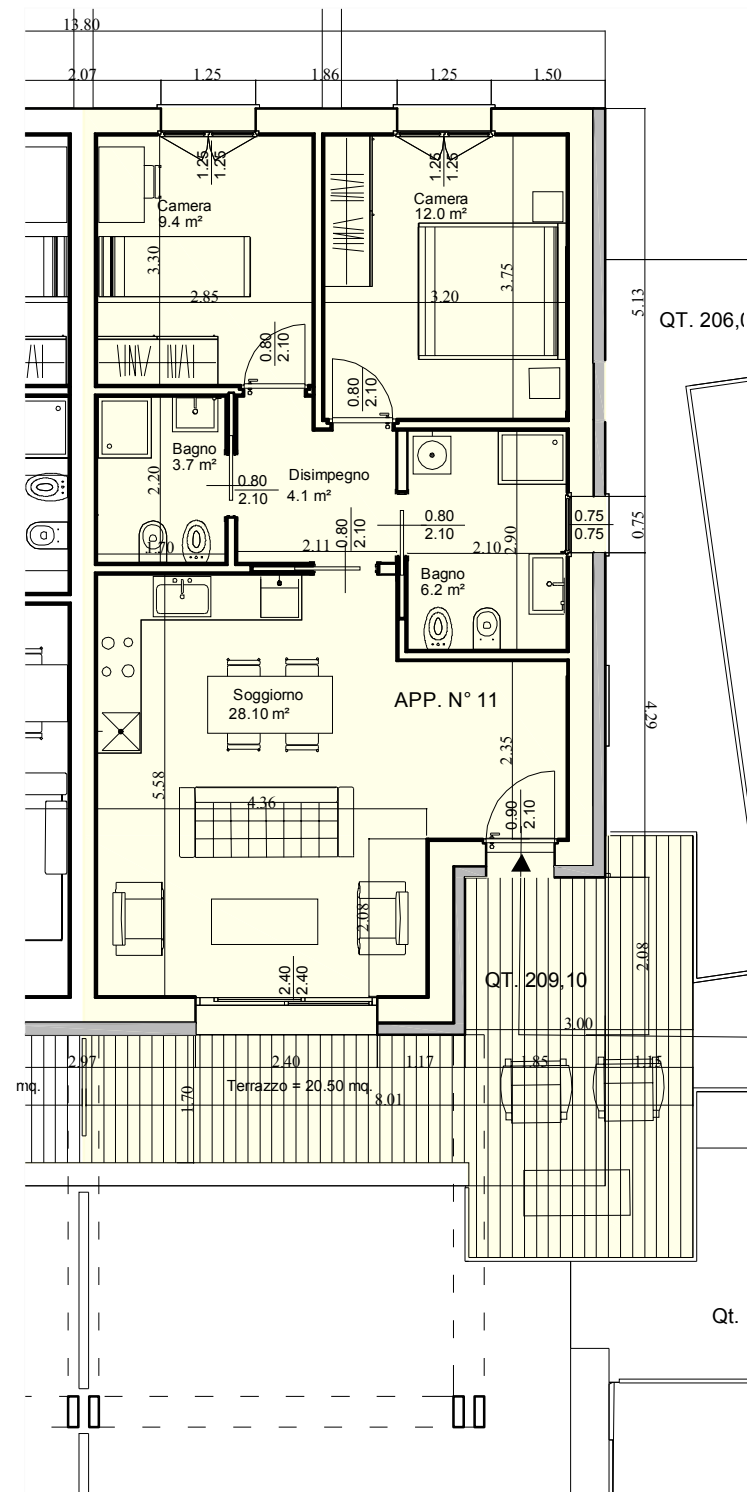 13.80
2.07 1.25 1.86 1.25 1.50
1.25
1.25
1.25
1.25
Camera
9.4 m²
Camera
12.0 m²
3.30
2.85
3.20
3.75
5.13
QT. 206,0
0.80
2.10
0.80
2.10
Bagno
3.7 m²
Disimpegno
4.1 m²
2.20
0.80
2.10
0.80
2.10
0.80
2.10
0.75
0.75
0.75
1.70
2.11
2.10
2.90
Bagno
6.2 m²
Soggiorno
28.10 m²
APP. N° 11
4.29
2.35
5.58
4.36
0.90
2.10
2.08
2.08
2.40
2.40
QT. 209,10
3.00
2.97 2.40 1.17 1.85 1.15
mq.
Terrazzo = 20.50 mq.
1.70
8.01
Qt.